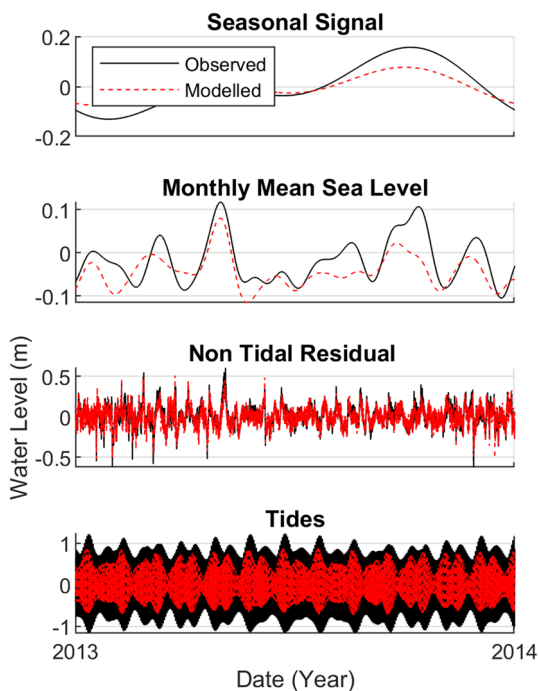 Seasonal Signal
0.2
0
-0.2
Observed
Modelled
Monthly Mean Sea Level
0.1
0
-0.1
Non Tidal Residual
0.5
0
-0.5
Water Level (m)
Tides
1
0
-1
2013
2014
Date (Year)